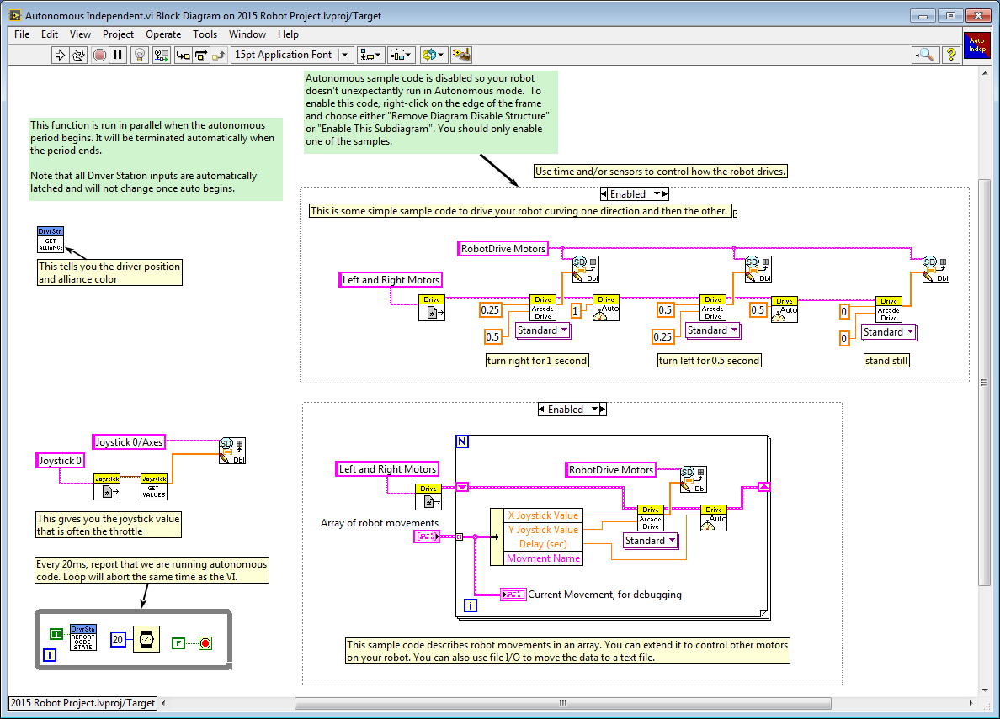 Autonomous Independent.vi Block Diagram on 2015 Robot Project.lvproj/Target
File Edit View Project Operate Tools Window Help
15pt Application Font
Auto
Indep
Autonomous sample code is disabled so your robot
doesn't unexpectantly run in Autonomous mode. To
enable this code, right-click on the edge of the frame
and choose either "Remove Diagram Disable Structure"
or "Enable This Subdiagram". You should only enable
one of the samples.
This function is run in parallel when the autonomous
period begins. It will be terminated automatically when
the period ends.
Note that all Driver Station inputs are automatically
latched and will not change once auto begins.
Use time and/or sensors to control how the robot drives.
Enabled
This is some simple sample code to drive your robot curving one direction and then the other.
DrvrStn
GET
ALLIANCE
This tells you the driver position
and alliance color
RobotDrive Motors
SD
Dbl
SD
Dbl
SD
Dbl
Left and Right Motors
Drive
0.25
0.5
Drive
Arcade
Drive
Standard
1
Drive
Auto
0.5
0.25
Drive
Arcade
Drive
Standard
0.5
Drive
Auto
0
0
Drive
Arcade
Drive
Standard
turn right for 1 second
turn left for 0.5 second
stand still
Enabled
Joystick 0/Axes
SD
Dbl
Joystick 0
Joystick
Joystick
GET
VALUES
This gives you the joystick value
that is often the throttle
Every 20ms, report that we are running autonomous
code. Loop will abort the same time as the VI.
T
DrvrStn
REPORT
CODE
STATE
20
F
i
N
Left and Right Motors
Drive
RobotDrive Motors
SD
Dbl
Array of robot movements
X Joystick Value
Y Joystick Value
Delay (sec)
Movment Name
Drive
Arcade
Drive
Standard
Drive
Auto
Current Movement, for debugging
i
This sample code describes robot movements in an array. You can extend it to control other motors
on your robot. You can also use file I/O to move the data to a text file.
2015 Robot Project.lvproj/Target